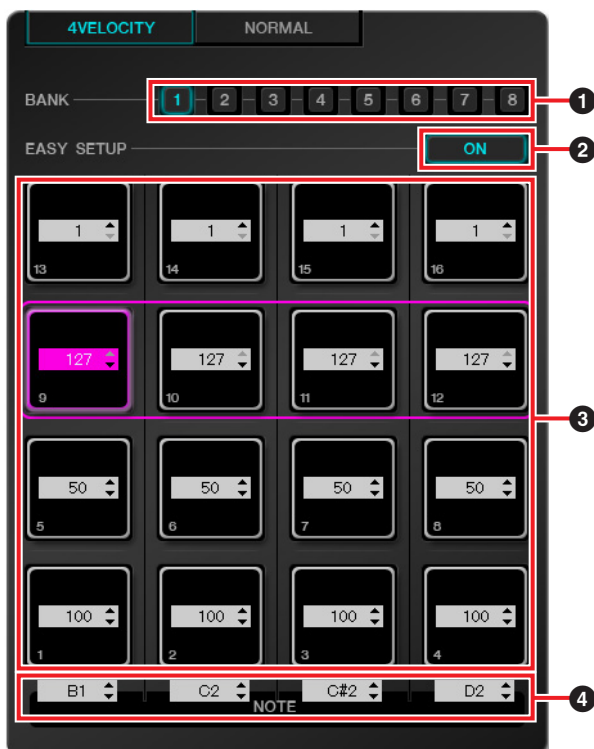 4VELOCITY NORMAL
BANK 1 2 3 4 5 6 7 8 1
EASY SETUP ON 2
1 1 1 1
13 14 15 16
127 127 127 127
9 10 11 12
3
50 50 50 50
5 6 7 8
100 100 100 100
1 2 3 4
B1 C2 C#2 D2 4
NOTE